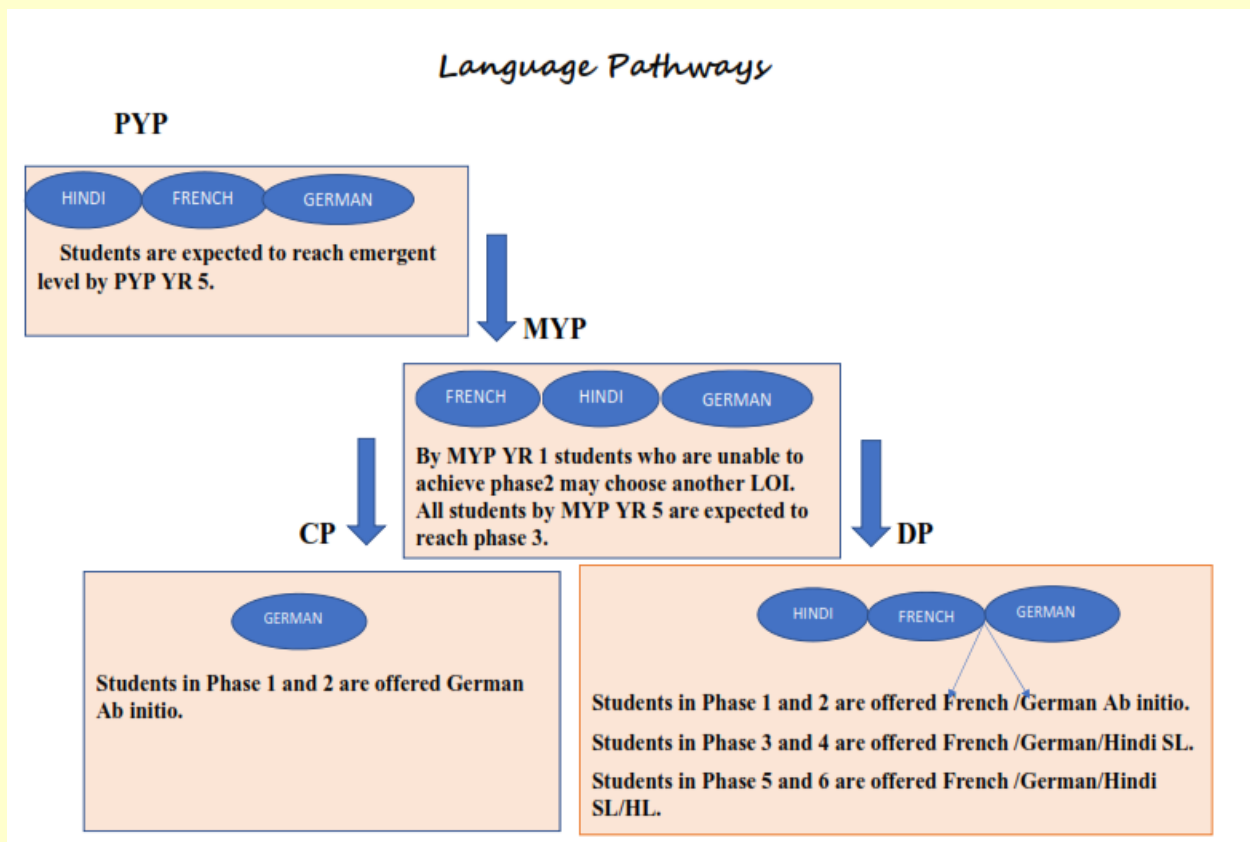 Language Pathways
PYP
HINDI FRENCH GERMAN
Students are expected to reach emergent
level by PYP YR 5.
MYP
FRENCH HINDI GERMAN
By MYP YR 1 students who are unable to
achieve phase2 may choose another LOI.
All students by MYP YR 5 are expected to
reach phase 3.
CP
GERMAN
Students in Phase 1 and 2 are offered German
Ab initio.
DP
HINDI FRENCH GERMAN
Students in Phase 1 and 2 are offered French /German Ab initio.
Students in Phase 3 and 4 are offered French /German/Hindi SL.
Students in Phase 5 and 6 are offered French /German/Hindi
SL/HL.